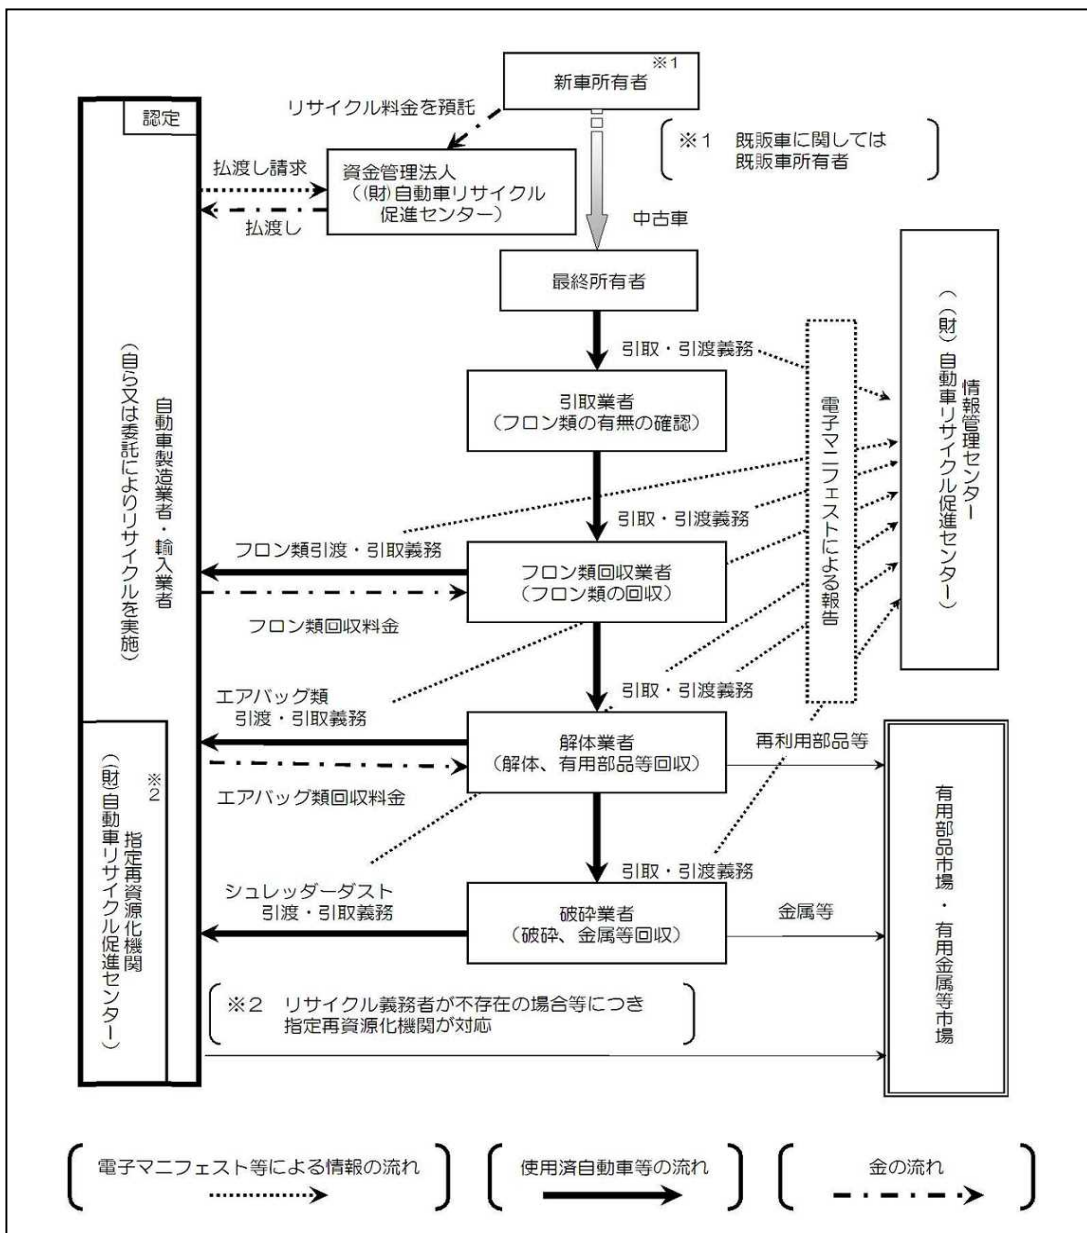 ※1
新車所有者
認定
リサイクル料金を預託
※1 既販車に関しては
既販車所有者
払渡し請求
資金管理法人
((財)自動車リサイクル
促進センター)
払渡し
中古車
最終所有者
引取・引渡義務
引取業者
(フロン類の有無の確認)
電子マニフェストによる報告
情報管理センター
((財)自動車リサイクル促進センター)
自動車製造業者・輸入業者
(自ら又は委託によりリサイクルを実施)
引取・引渡義務
フロン類引渡・引取義務
フロン類回収業者
(フロン類の回収)
フロン類回収料金
引取・引渡義務
エアバッグ類
引渡・引取義務
解体業者
(解体、有用部品等回収)
再利用部品等
エアバッグ類回収料金
※2
指定再資源化機関
((財)自動車リサイクル促進センター)
有用部品市場・有用金属等市場
引取・引渡義務
シュレッダーダスト
引渡・引取義務
破砕業者
(破砕、金属等回収)
金属等
※2 リサイクル義務者が不存在の場合等につき
指定再資源化機関が対応
電子マニフェスト等による情報の流れ
使用済自動車等の流れ
金の流れ